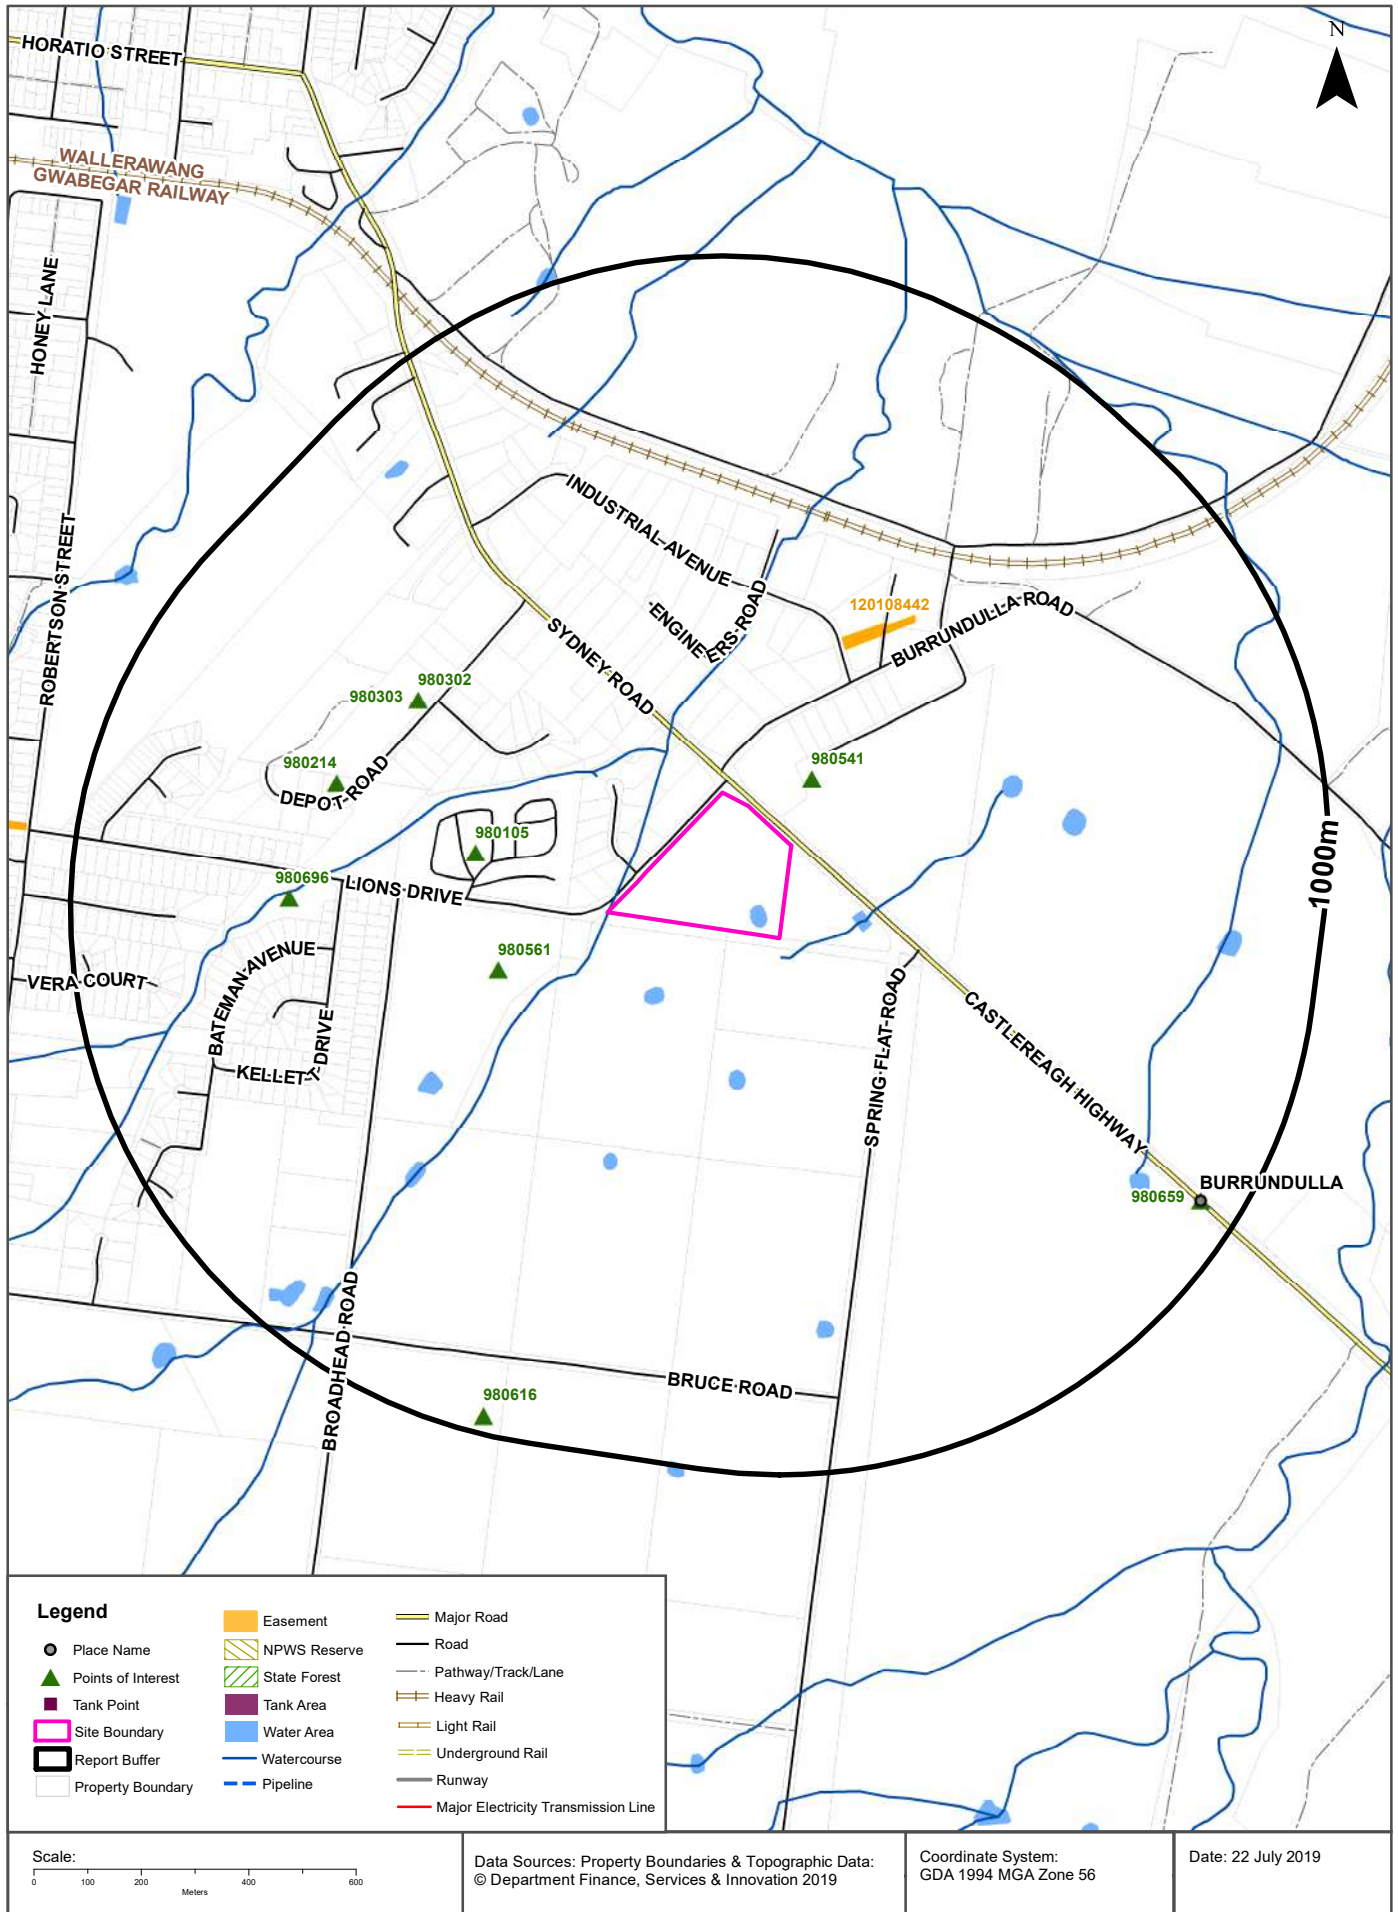 N
HORATIO STREET
WALLERAWANG
GWABEGAR RAILWAY
HONEY LANE
ROBERTSON STREET
INDUSTRIAL AVENUE
ENGINEERS ROAD
120108442
BURRUNDULLA ROAD
SYDNEY ROAD
980302
980303
980214
DEPOT ROAD
980541
980105
980696
LIONS DRIVE
1000m
980561
BATEMAN AVENUE
VERA COURT
KELLETT DRIVE
SPRING FLAT ROAD
CASTLEREAGH HIGHWAY
BURRUNDULLA
980659
BROADHEAD ROAD
BRUCE ROAD
980616
Legend
Place Name
Points of Interest
Tank Point
Site Boundary
Report Buffer
Property Boundary
Easement
NPWS Reserve
State Forest
Tank Area
Water Area
Watercourse
Pipeline
Major Road
Road
Pathway/Track/Lane
Heavy Rail
Light Rail
Underground Rail
Runway
Major Electricity Transmission Line
Scale:
0 100 200 400 600
Meters
Data Sources: Property Boundaries & Topographic Data:
© Department Finance, Services & Innovation 2019
Coordinate System:
GDA 1994 MGA Zone 56
Date: 22 July 2019